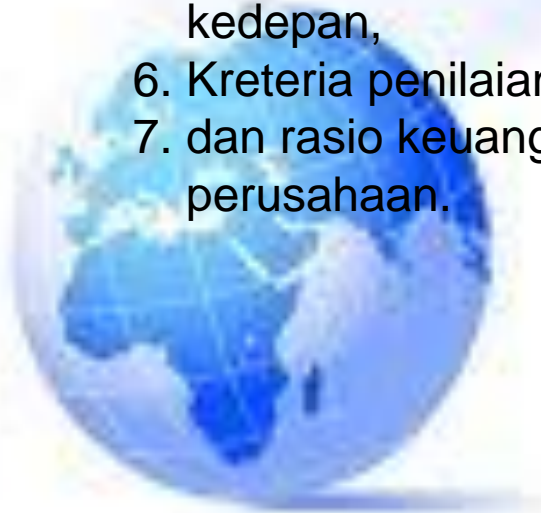 kedepan,
6. Kreteria penilaian
7. dan rasio keuang
perusahaan.